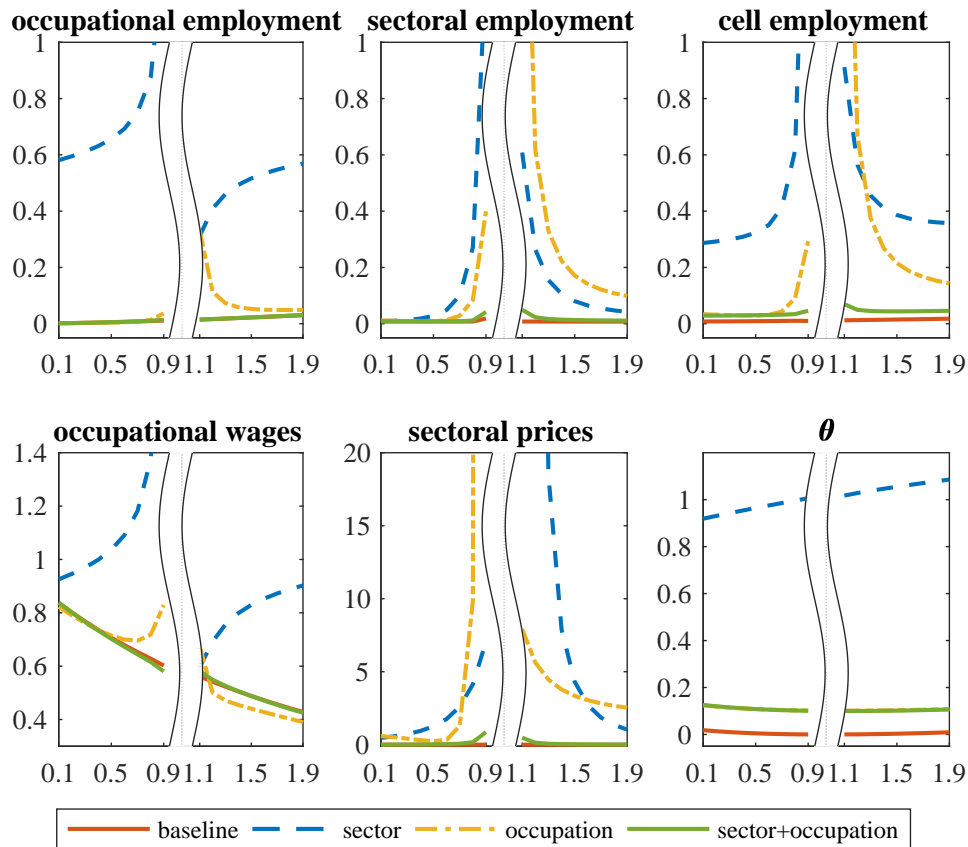 occupational employment sectoral employment cell employment
1 1 1
0.8 0.8 0.8
0.6 0.6 0.6
0.4 0.4 0.4
0.2 0.2 0.2
0 0 0
0.1 0.5 0.9 1.1 1.5 1.9 0.1 0.5 0.9 1.1 1.5 1.9 0.1 0.5 0.9 1.1 1.5 1.9
occupational wages sectoral prices θ
1.4 20
1.2 15 1
1 0.8
0.8 10 0.6
0.6 5 0.4
0.4 0 0.2
0
0.1 0.5 0.9 1.1 1.5 1.9 0.1 0.5 0.9 1.1 1.5 1.9 0.1 0.5 0.9 1.1 1.5 1.9
baseline sector occupation sector+occupation